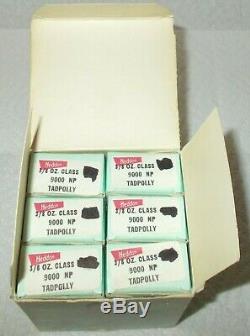 Heddon
3/8 OZ. CLASS
9000 NP
TADPOLLY
Heddon
3/8 OZ. CLASS
9000 NP
TADPOLLY
Heddon
3/8 OZ. CLASS
9000 NP
TADPOLLY
Heddon
3/8 OZ. CLASS
9000 NP
TADPOLLY
Heddon
3/8 OZ. CLASS
9000 NP
TADPOLLY
Heddon
3/8 OZ. CLASS
9000 NP
TADPOLLY